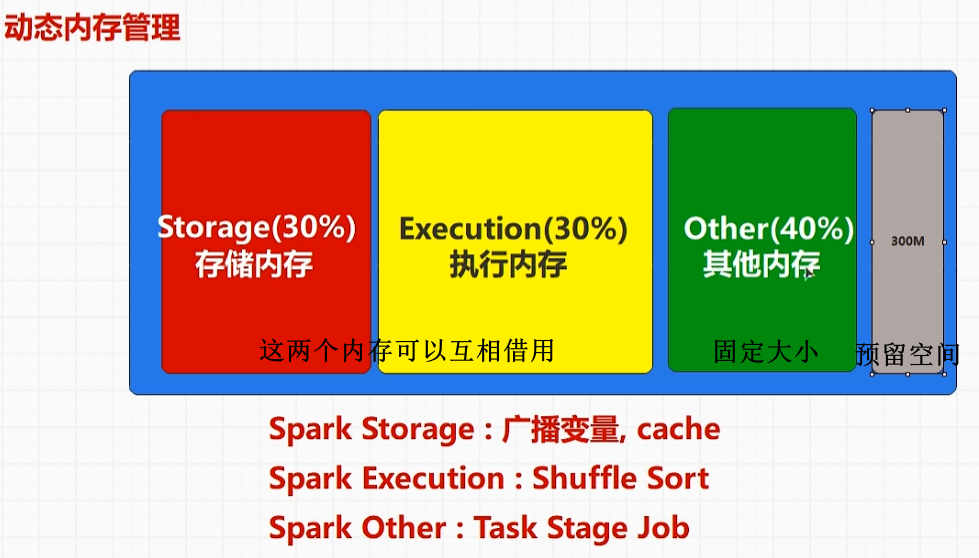 动态内存管理
Storage(30%)
存储内存
Execution(30%)
执行内存
Other(40%)
其他内存
300M
这两个内存可以互相借用
固定大小
预留空间
Spark Storage : 广播变量, cache
Spark Execution : Shuffle Sort
Spark Other : Task Stage Job